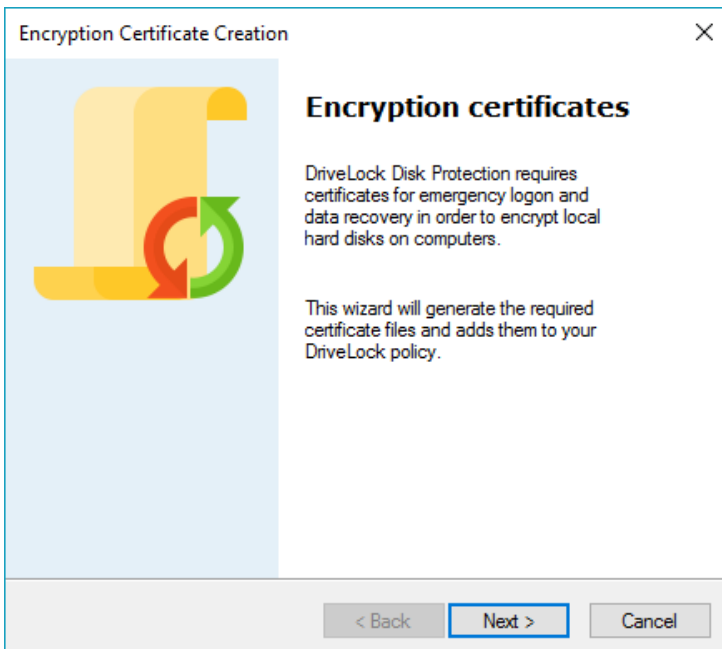 Encryption Certificate Creation
Encryption certificates
DriveLock Disk Protection requires
certificates for emergency logon and
data recovery in order to encrypt local
hard disks on computers.
This wizard will generate the required
certificate files and adds them to your
DriveLock policy.
< Back
Next >
Cancel